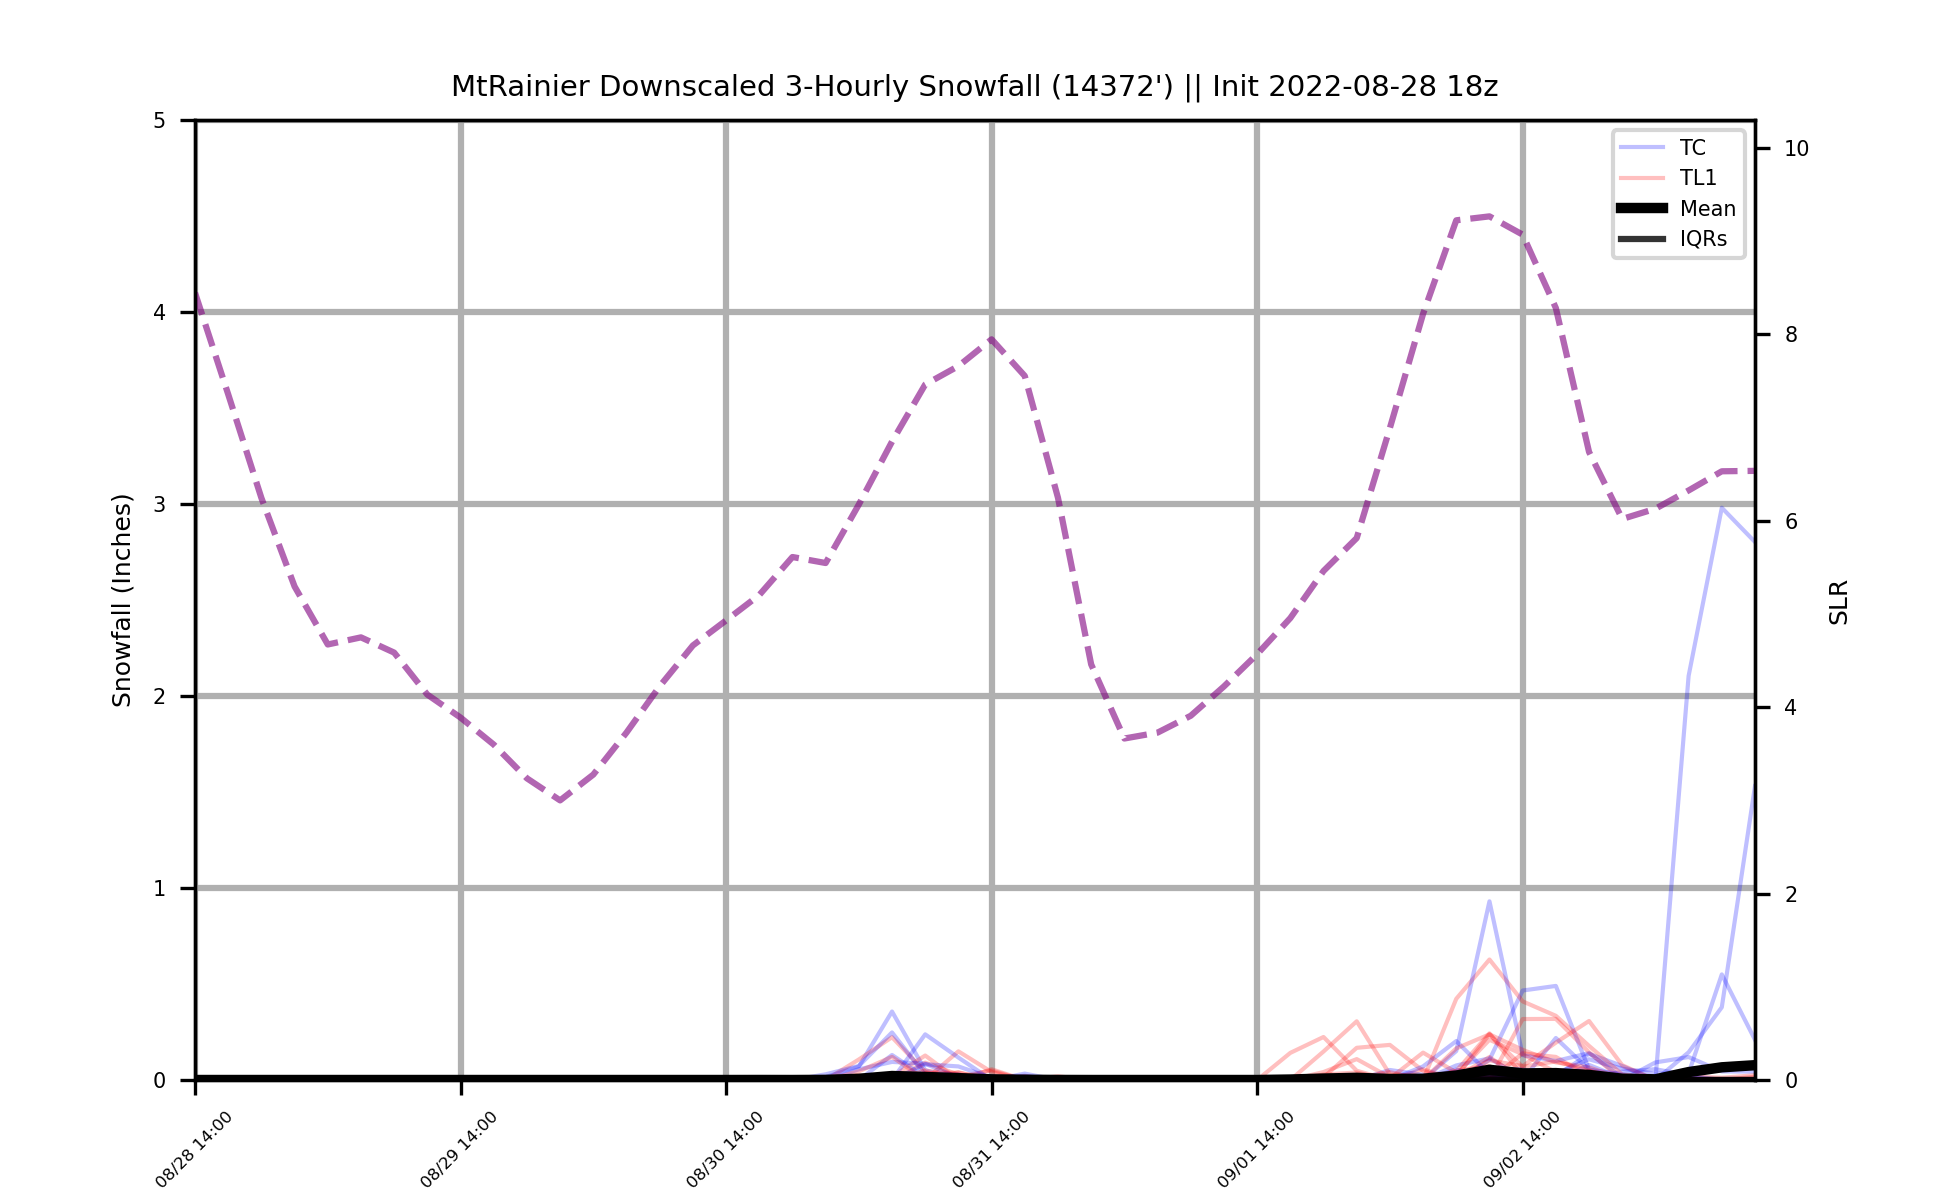 MtRainier Downscaled 3-Hourly Snowfall (14372') || Init 2022-08-28 18z
TC
TL1
Mean
IQRs
Snowfall (Inches)
5
4
3
2
1
0
10
8
6
4
2
0
SLR
08/28 14:00
08/29 14:00
08/30 14:00
08/31 14:00
09/01 14:00
09/02 14:00